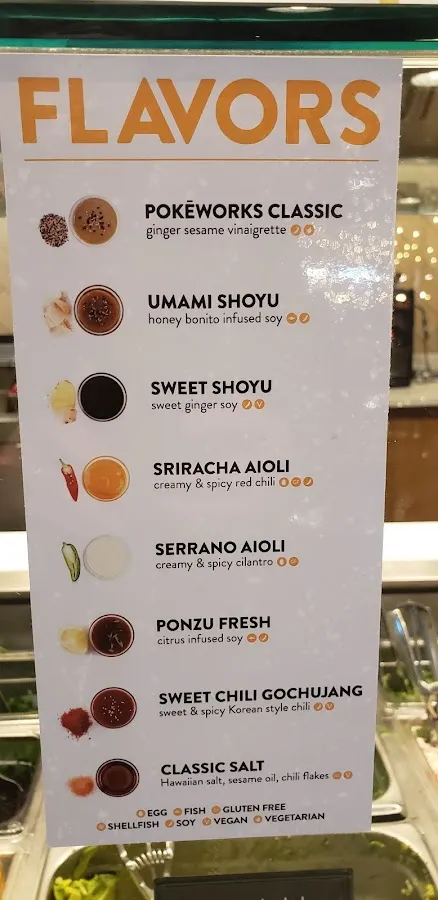 FLAVORS
POKĒWORKS CLASSIC
ginger sesame vinaigrette
UMAMI SHOYU
honey bonito infused soy
SWEET SHOYU
sweet ginger soy
SRIRACHA AIOLI
creamy & spicy red chili
SERRANO AIOLI
creamy & spicy cilantro
PONZU FRESH
citrus infused soy
SWEET CHILI GOCHUJANG
sweet & spicy Korean style chili
CLASSIC SALT
Hawaiian salt, sesame oil, chili flakes
EGG FISH GLUTEN FREE
SHELLFISH SOY VEGAN VEGETARIAN